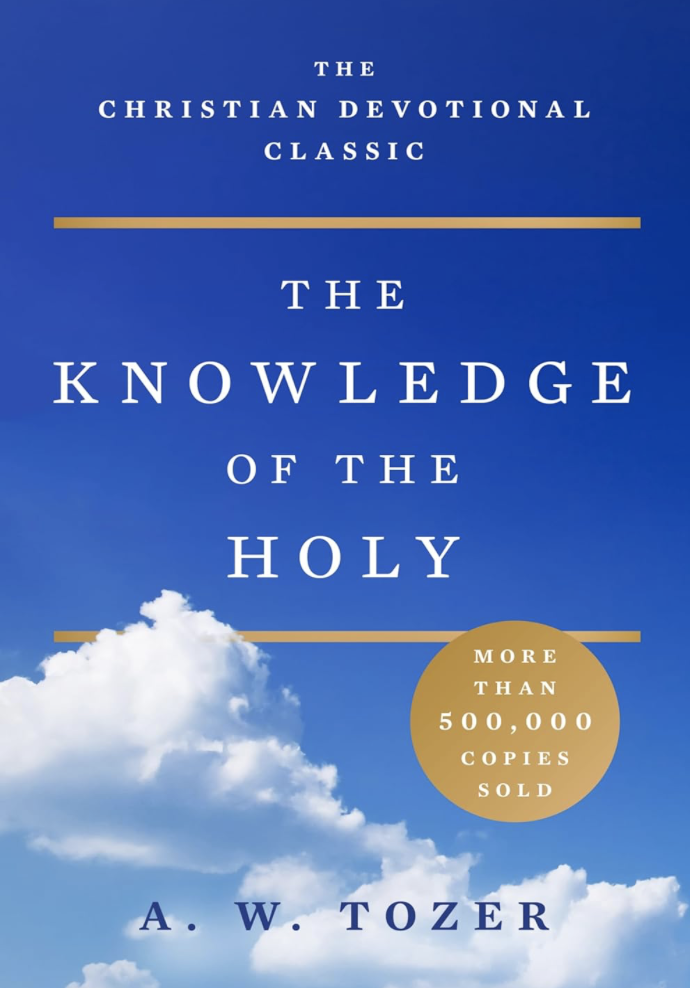 THE
CHRISTIAN DEVOTIONAL
CLASSIC
THE
KNOWLEDGE
OF THE
HOLY
MORE
THAN
500,000
COPIES
SOLD
A. W. TOZER